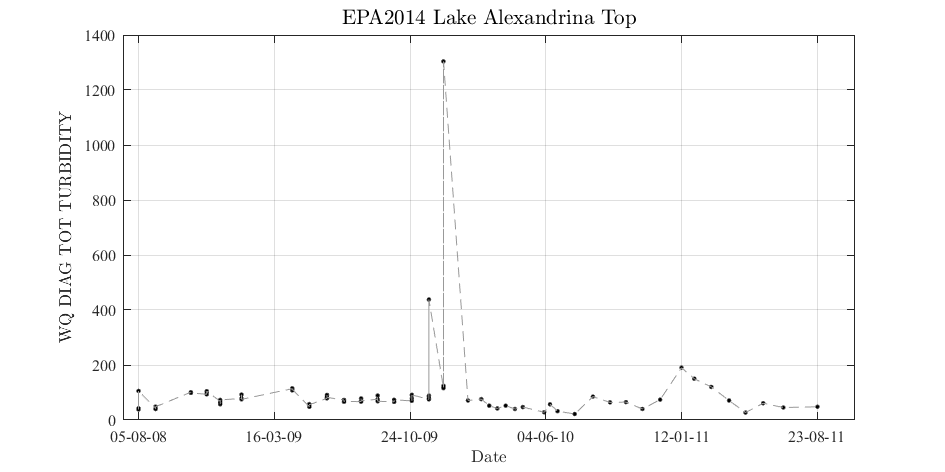 EPA2014 Lake Alexandrina Top
WQ DIAG TOT TURBIDITY
1400
1200
1000
800
600
400
200
0
05-08-08 16-03-09 24-10-09 04-06-10 12-01-11 23-08-11
Date